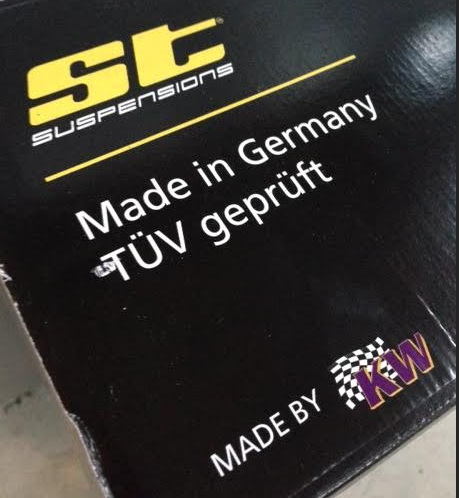 st
SUSPENSIONS
Made in Germany
TÜV geprüft
MADE BY KW